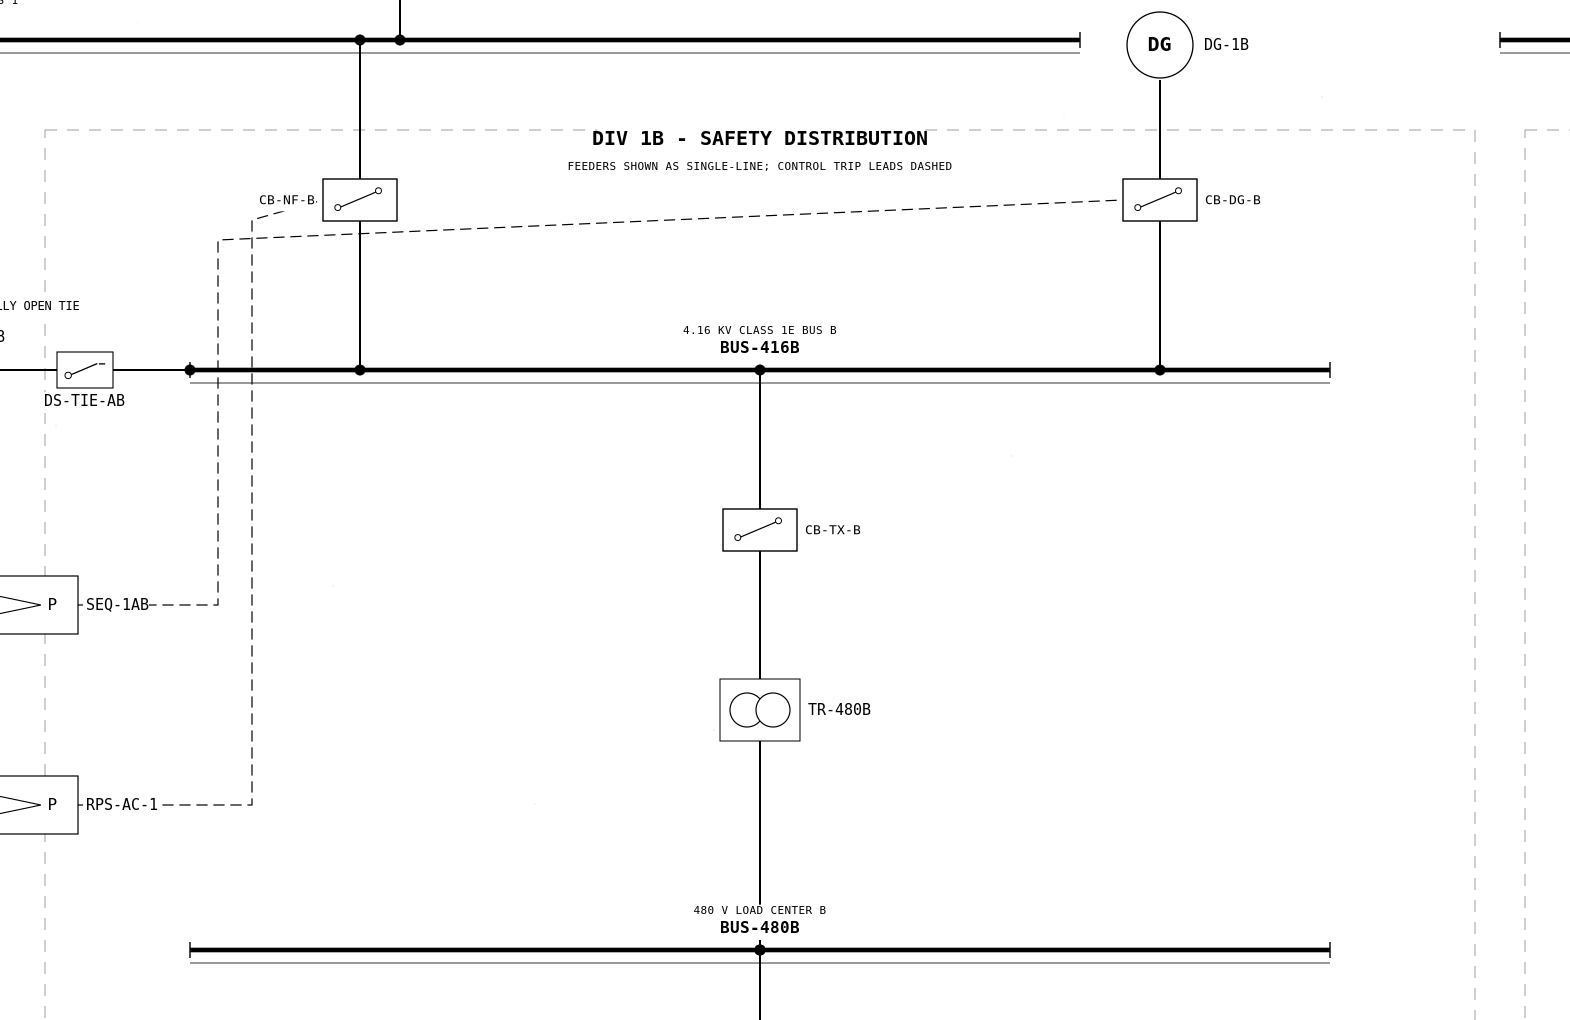 DG
DG-1B
DIV 1B - SAFETY DISTRIBUTION
FEEDERS SHOWN AS SINGLE-LINE; CONTROL TRIP LEADS DASHED
CB-NF-B
CB-DG-B
OPEN TIE
4.16 KV CLASS 1E BUS B
BUS-416B
DS-TIE-AB
CB-TX-B
P
SEQ-1AB
TR-480B
P
RPS-AC-1
480 V LOAD CENTER B
BUS-480B